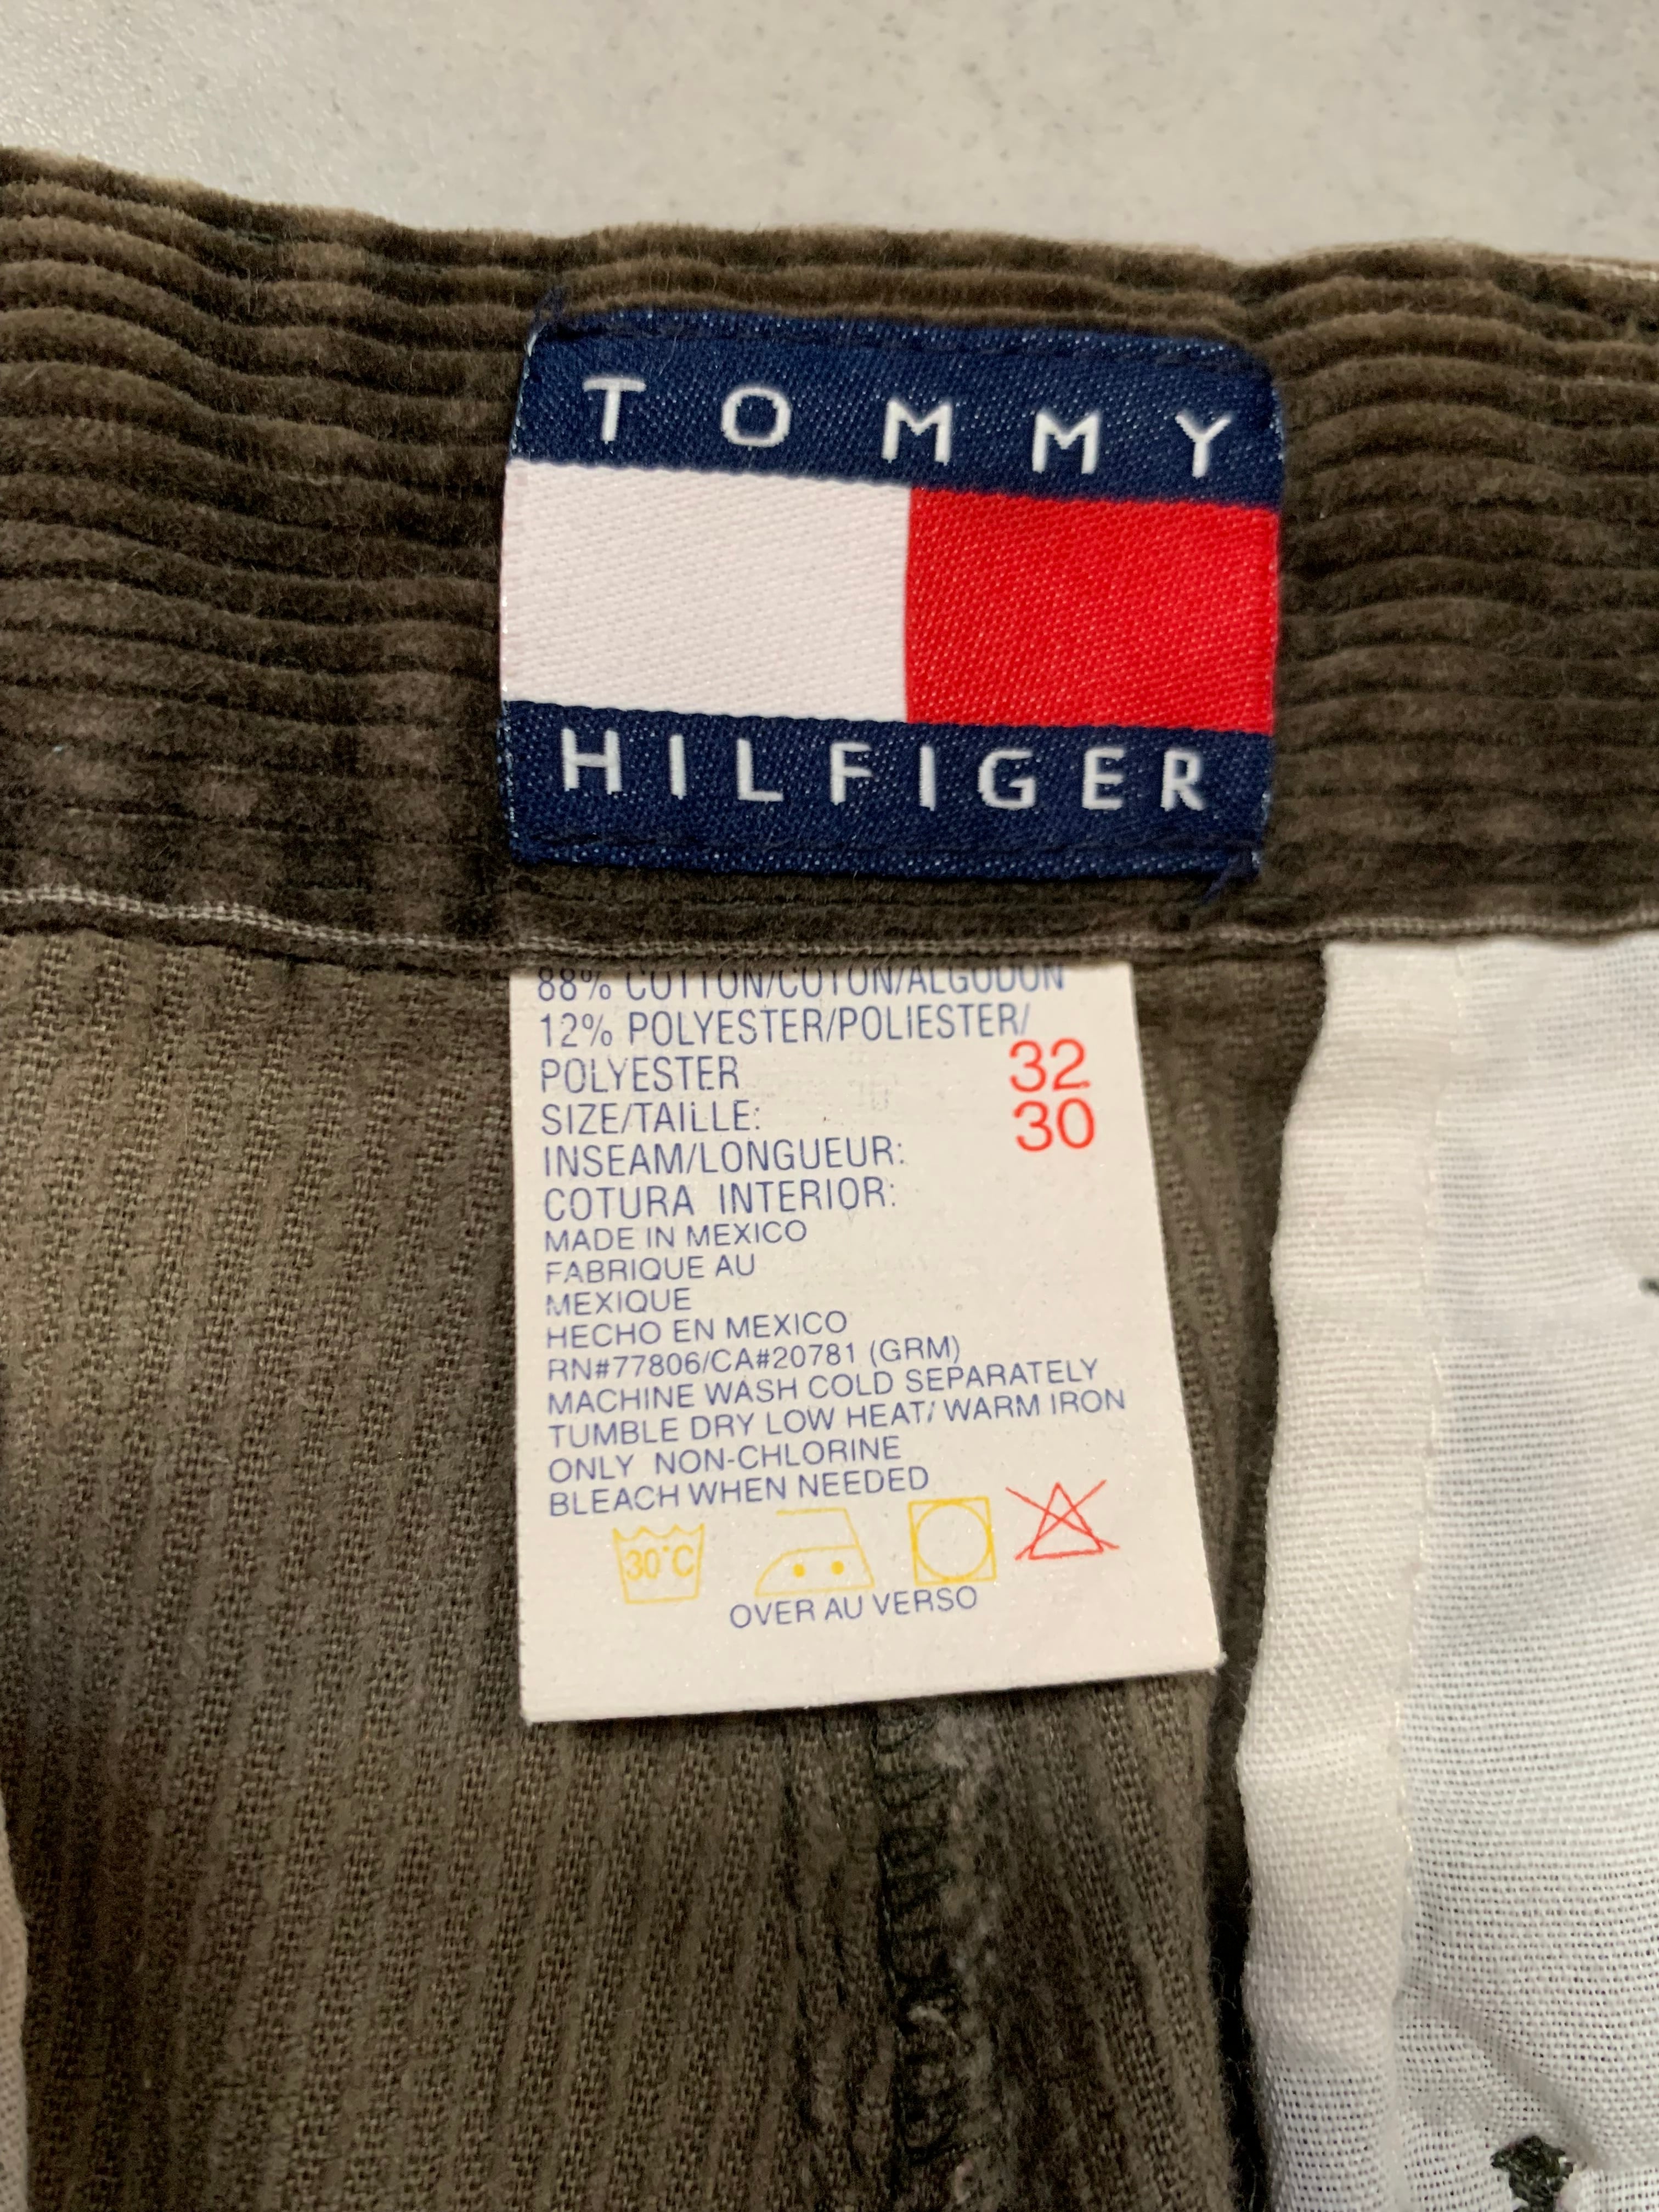 TOMMY
HILFIGER
88% COTTON/COTON/ALGODON
12% POLYESTER/POLIESTER/
POLYESTER
32
SIZE/TAILLE:
30
INSEAM/LONGUEUR:
COTURA INTERIOR:
MADE IN MEXICO
FABRIQUE AU
MEXIQUE
HECHO EN MEXICO
RN#77806/CA#20781 (GRM)
MACHINE WASH COLD SEPARATELY
TUMBLE DRY LOW HEAT/ WARM IRON
ONLY NON-CHLORINE
BLEACH WHEN NEEDED
30°C
OVER AU VERSO